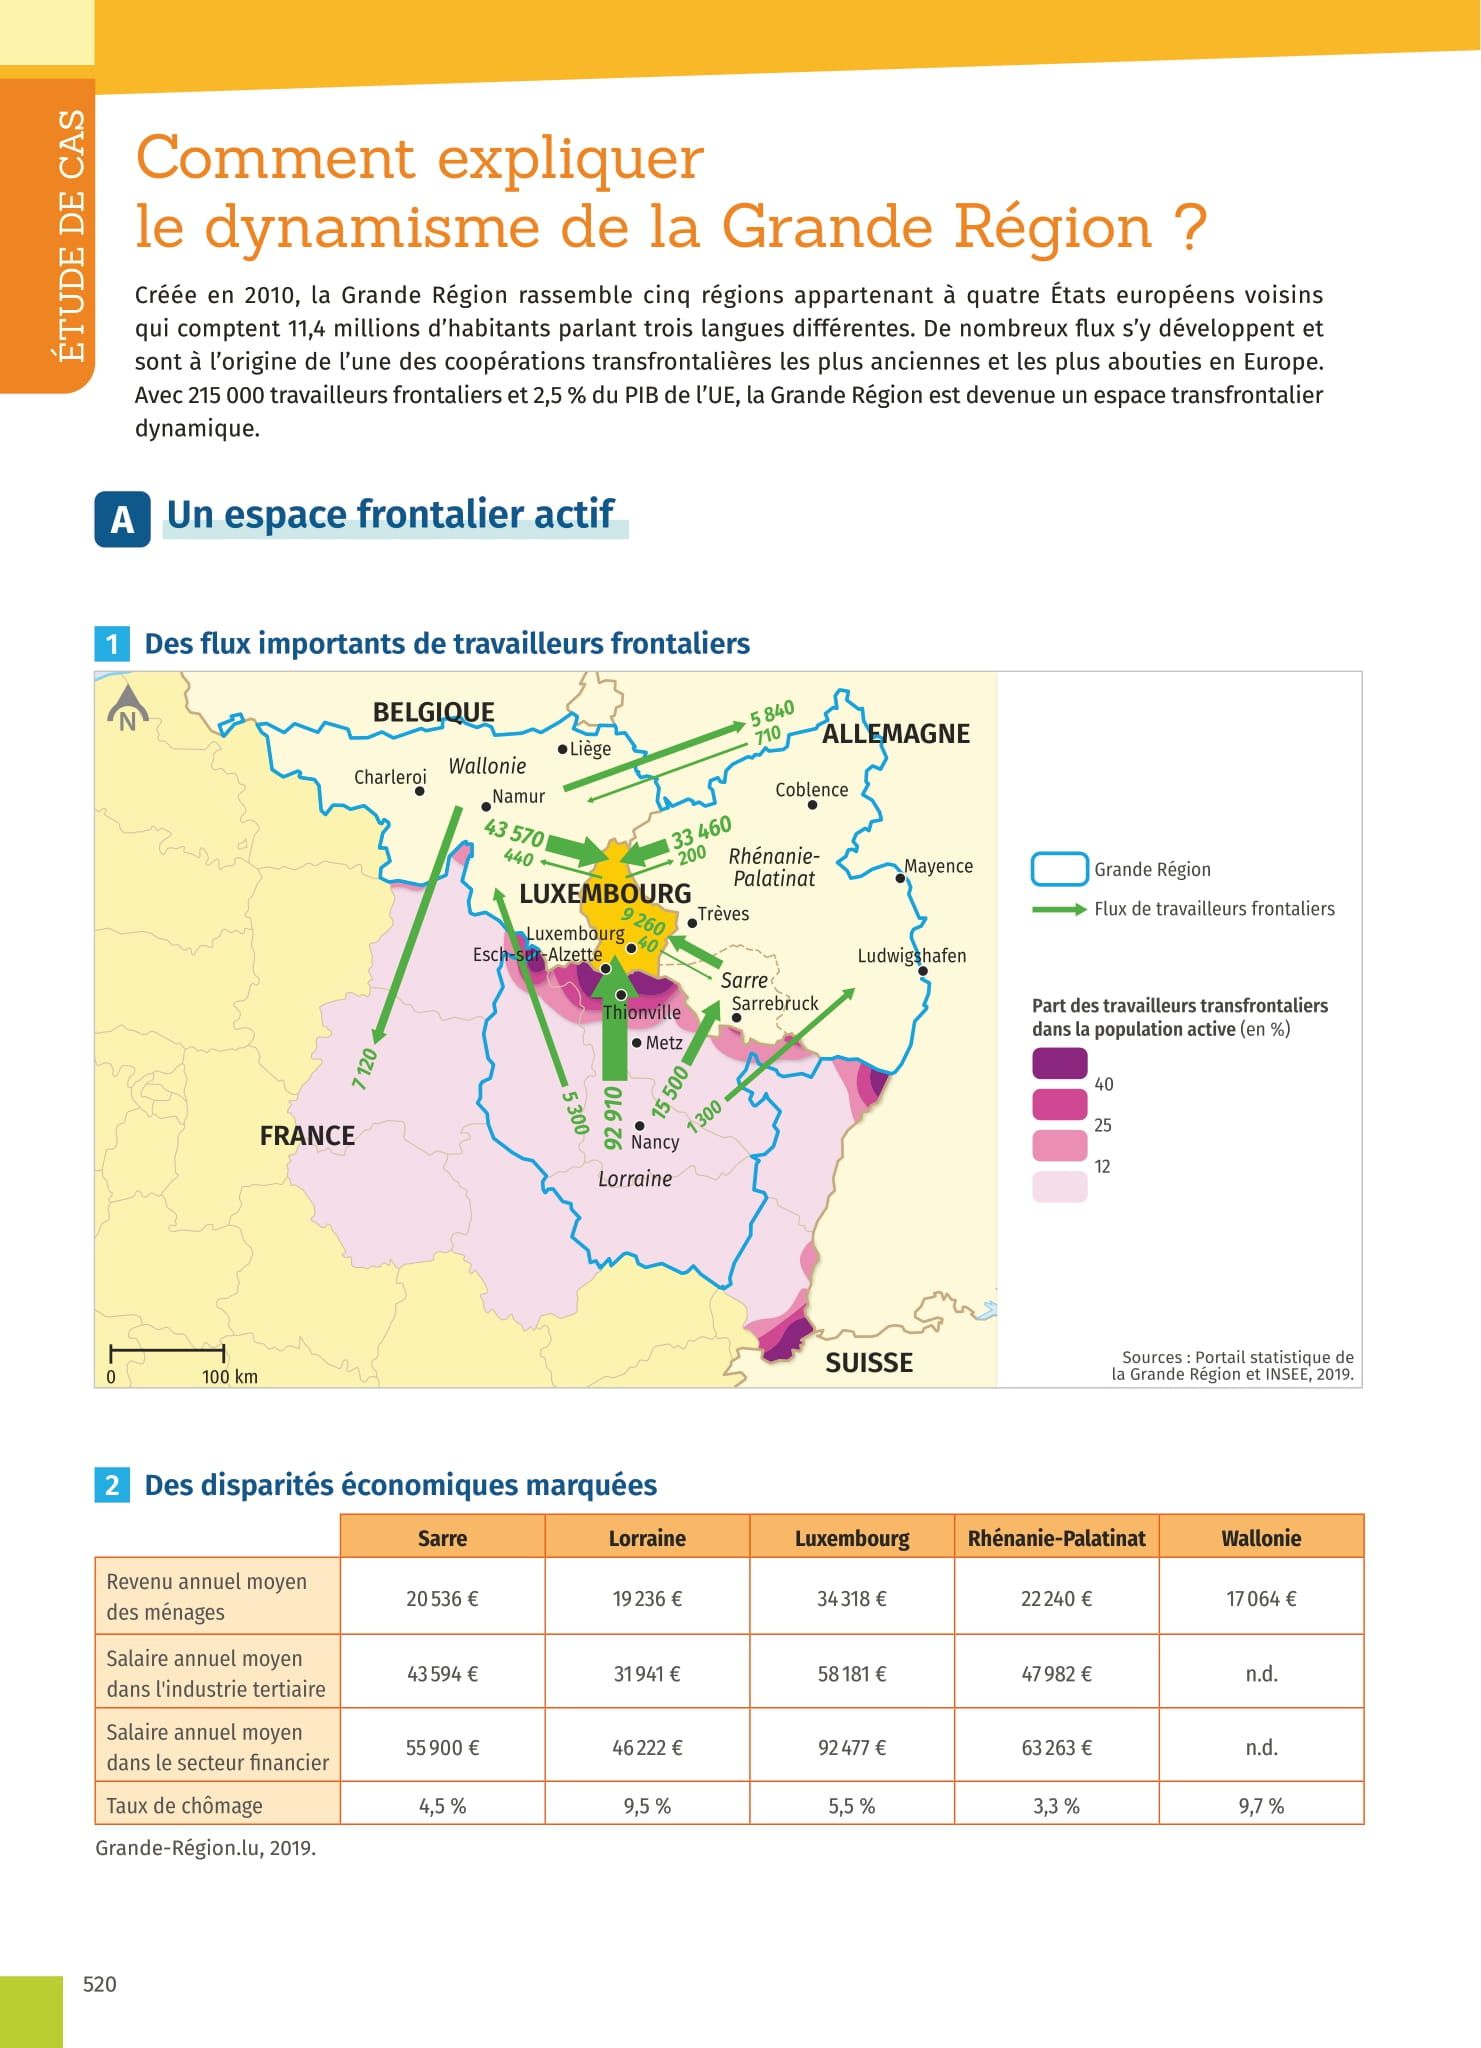 ÉTUDE DE CAS
Comment expliquer
le dynamisme de la Grande Région ?
Créée en 2010, la Grande Région rassemble cinq régions appartenant à quatre États européens voisins
qui comptent 11,4 millions d'habitants parlant trois langues différentes. De nombreux flux s'y développent et
sont à l'origine de l'une des coopérations transfrontalières les plus anciennes et les plus abouties en Europe.
Avec 215 000 travailleurs frontaliers et 2,5 % du PIB de l'UE, la Grande Région est devenue un espace transfrontalier
dynamique.
A Un espace frontalier actif
1 Des flux importants de travailleurs frontaliers
N
BELGIQUE
5 840
710
ALLEMAGNE
Liège
Wallonie
Charleroi
Namur
Coblence
43 570
440
33 460
200
Rhénanie-
Palatinat
Mayence
LUXEMBOURG
9 260
40
Trèves
Luxembourg
Esch-sur-Alzette
Ludwigshafen
Sarre
Sarrebruck
Thionville
Metz
7 120
5 300
92 910
15 500
1 300
FRANCE
Nancy
Lorraine
SUISSE
0 100 km
Grande Région
Flux de travailleurs frontaliers
Part des travailleurs transfrontaliers
dans la population active (en %)
40
25
12
Sources : Portail statistique de
la Grande Région et INSEE, 2019.
2 Des disparités économiques marquées
Sarre Lorraine Luxembourg Rhénanie-Palatinat Wallonie
Revenu annuel moyen
des ménages
20 536 € 19 236 € 34 318 € 22 240 € 17 064 €
Salaire annuel moyen
dans l'industrie tertiaire
43 594 € 31 941 € 58 181 € 47 982 € n.d.
Salaire annuel moyen
dans le secteur financier
55 900 € 46 222 € 92 477 € 63 263 € n.d.
Taux de chômage 4,5 % 9,5 % 5,5 % 3,3 % 9,7 %
Grande-Région.lu, 2019.
520